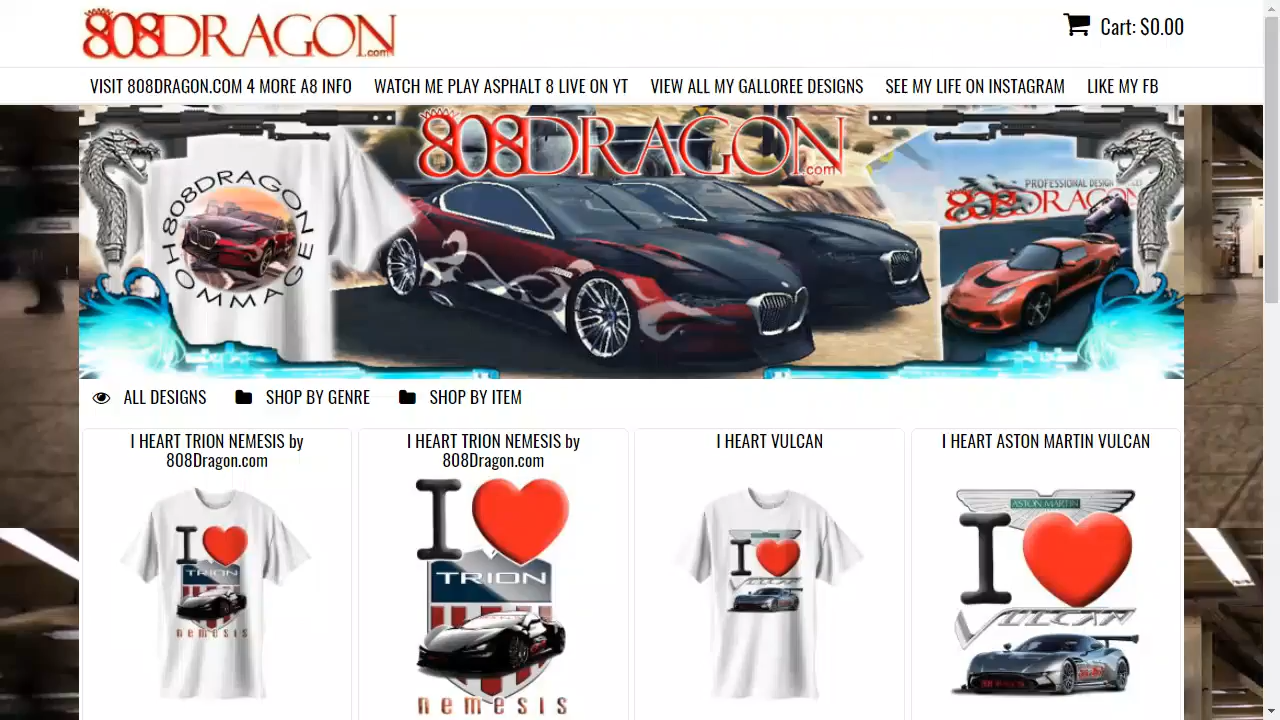 808DRAGON.com
Cart: $0.00
VISIT 808DRAGON.COM 4 MORE A8 INFO
WATCH ME PLAY ASPHALT 8 LIVE ON YT
VIEW ALL MY GALLOREE DESIGNS
SEE MY LIFE ON INSTAGRAM
LIKE MY FB
808DRAGON.com
808DRAGON
HOMMAGE
PROFESSIONAL DESIGN
808DRAGON
ALL DESIGNS
SHOP BY GENRE
SHOP BY ITEM
I HEART TRION NEMESIS by
808Dragon.com
I HEART TRION NEMESIS by
808Dragon.com
I HEART VULCAN
I HEART ASTON MARTIN VULCAN
I
TRION
nemesis
I
TRION
nemesis
I
VULCAN
ASTON MARTIN
I
VULCAN